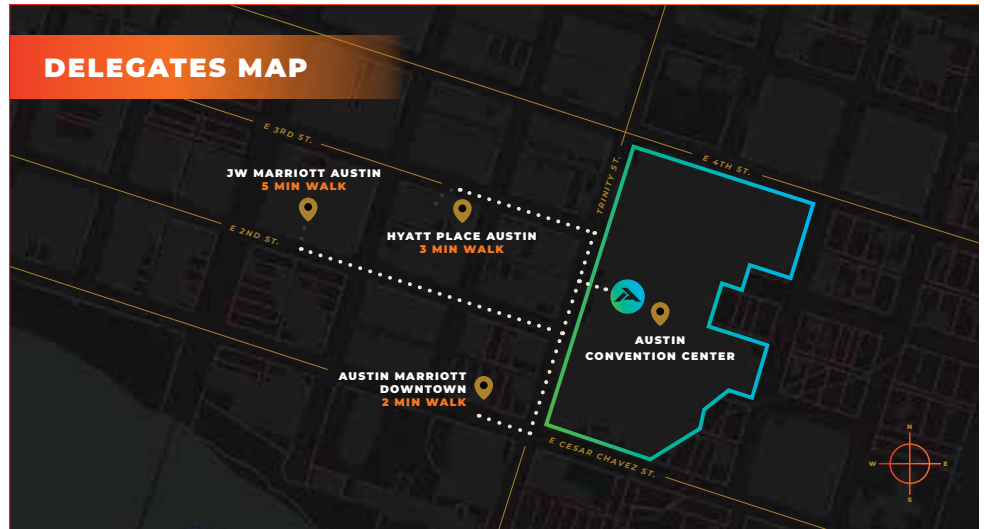 DELEGATES MAP
E 3RD ST.
E 4TH ST.
JW MARRIOTT AUSTIN
5 MIN WALK
TRINITY ST.
E 2ND ST.
HYATT PLACE AUSTIN
3 MIN WALK
AUSTIN
CONVENTION CENTER
AUSTIN MARRIOTT
DOWNTOWN
2 MIN WALK
E CESAR CHAVEZ ST.
N
W
E
S